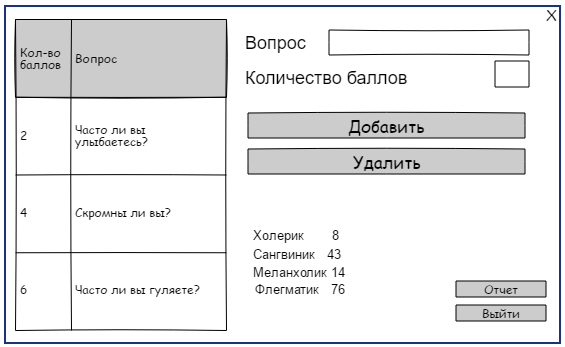 X
Кол-во
баллов
Вопрос
2
Часто ли вы
улыбаетесь?
4
Скромны ли вы?
6
Часто ли вы гуляете?
Вопрос
Количество баллов
Добавить
Удалить
Холерик 8
Сангвиник 43
Меланхолик 14
Флегматик 76
Отчет
Выйти